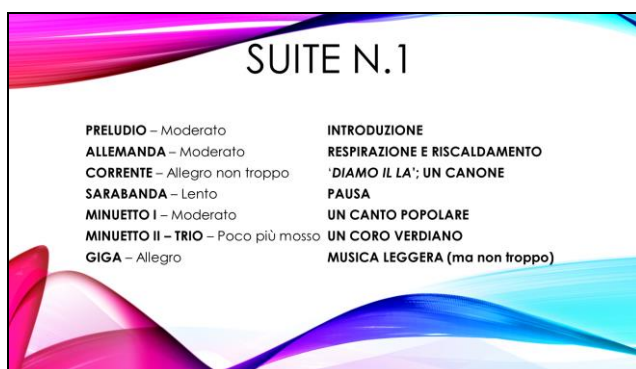 SUITE N.1
PRELUDIO – Moderato INTRODUZIONE
ALLEMANDA – Moderato RESPIRAZIONE E RISCALDAMENTO
CORRENTE – Allegro non troppo ‘DIAMO IL LA’; UN CANONE
SARABANDA – Lento PAUSA
MINUETTO I – Moderato UN CANTO POPOLARE
MINUETTO II – TRIO – Poco più mosso UN CORO VERDIANO
GIGA – Allegro MUSICA LEGGERA (ma non troppo)